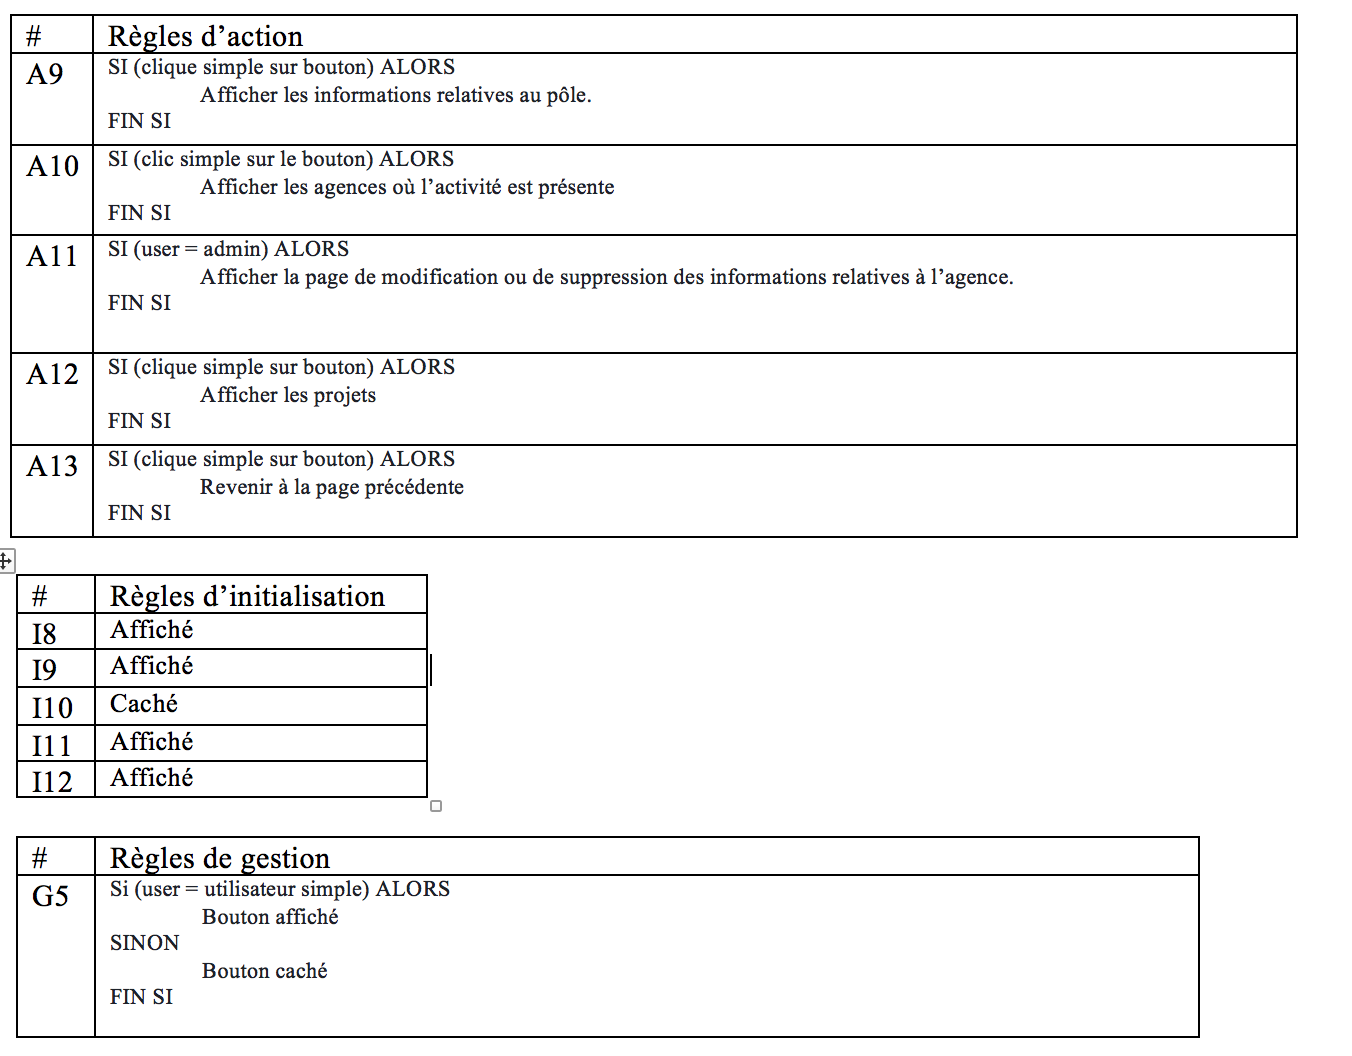 # Règles d’action
A9 SI (clique simple sur bouton) ALORS
Afficher les informations relatives au pôle.
FIN SI
A10 SI (clic simple sur le bouton) ALORS
Afficher les agences où l’activité est présente
FIN SI
A11 SI (user = admin) ALORS
Afficher la page de modification ou de suppression des informations relatives à l’agence.
FIN SI
A12 SI (clique simple sur bouton) ALORS
Afficher les projets
FIN SI
A13 SI (clique simple sur bouton) ALORS
Revenir à la page précédente
FIN SI
# Règles d’initialisation
I8 Affiché
I9 Affiché
I10 Caché
I11 Affiché
I12 Affiché
# Règles de gestion
G5 Si (user = utilisateur simple) ALORS
Bouton affiché
SINON
Bouton caché
FIN SI